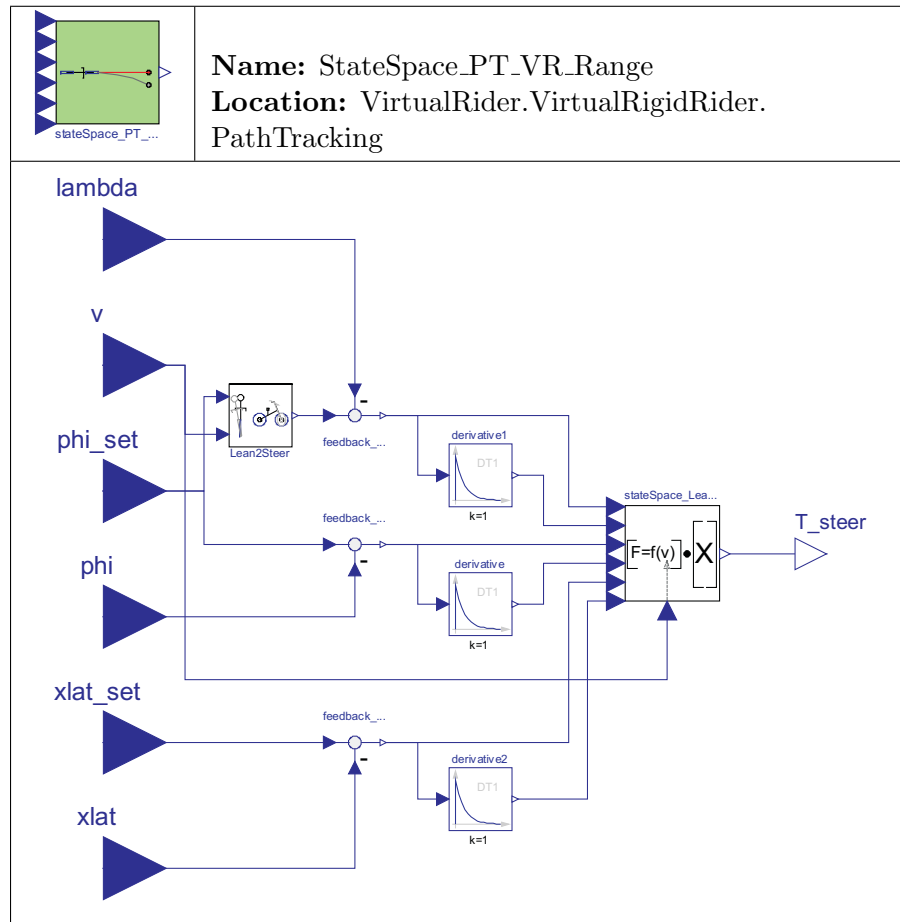 stateSpace_PT_...
Name: StateSpace_PT_VR_Range
Location: VirtualRider.VirtualRigidRider.
PathTracking
lambda
v
phi_set
phi
xlat_set
xlat
Lean2Steer
-
feedback_...
derivative1
DT1
k=1
feedback_...
-
derivative
DT1
k=1
feedback_...
-
derivative2
DT1
k=1
stateSpace_Lea...
F=f(v) X
T_steer